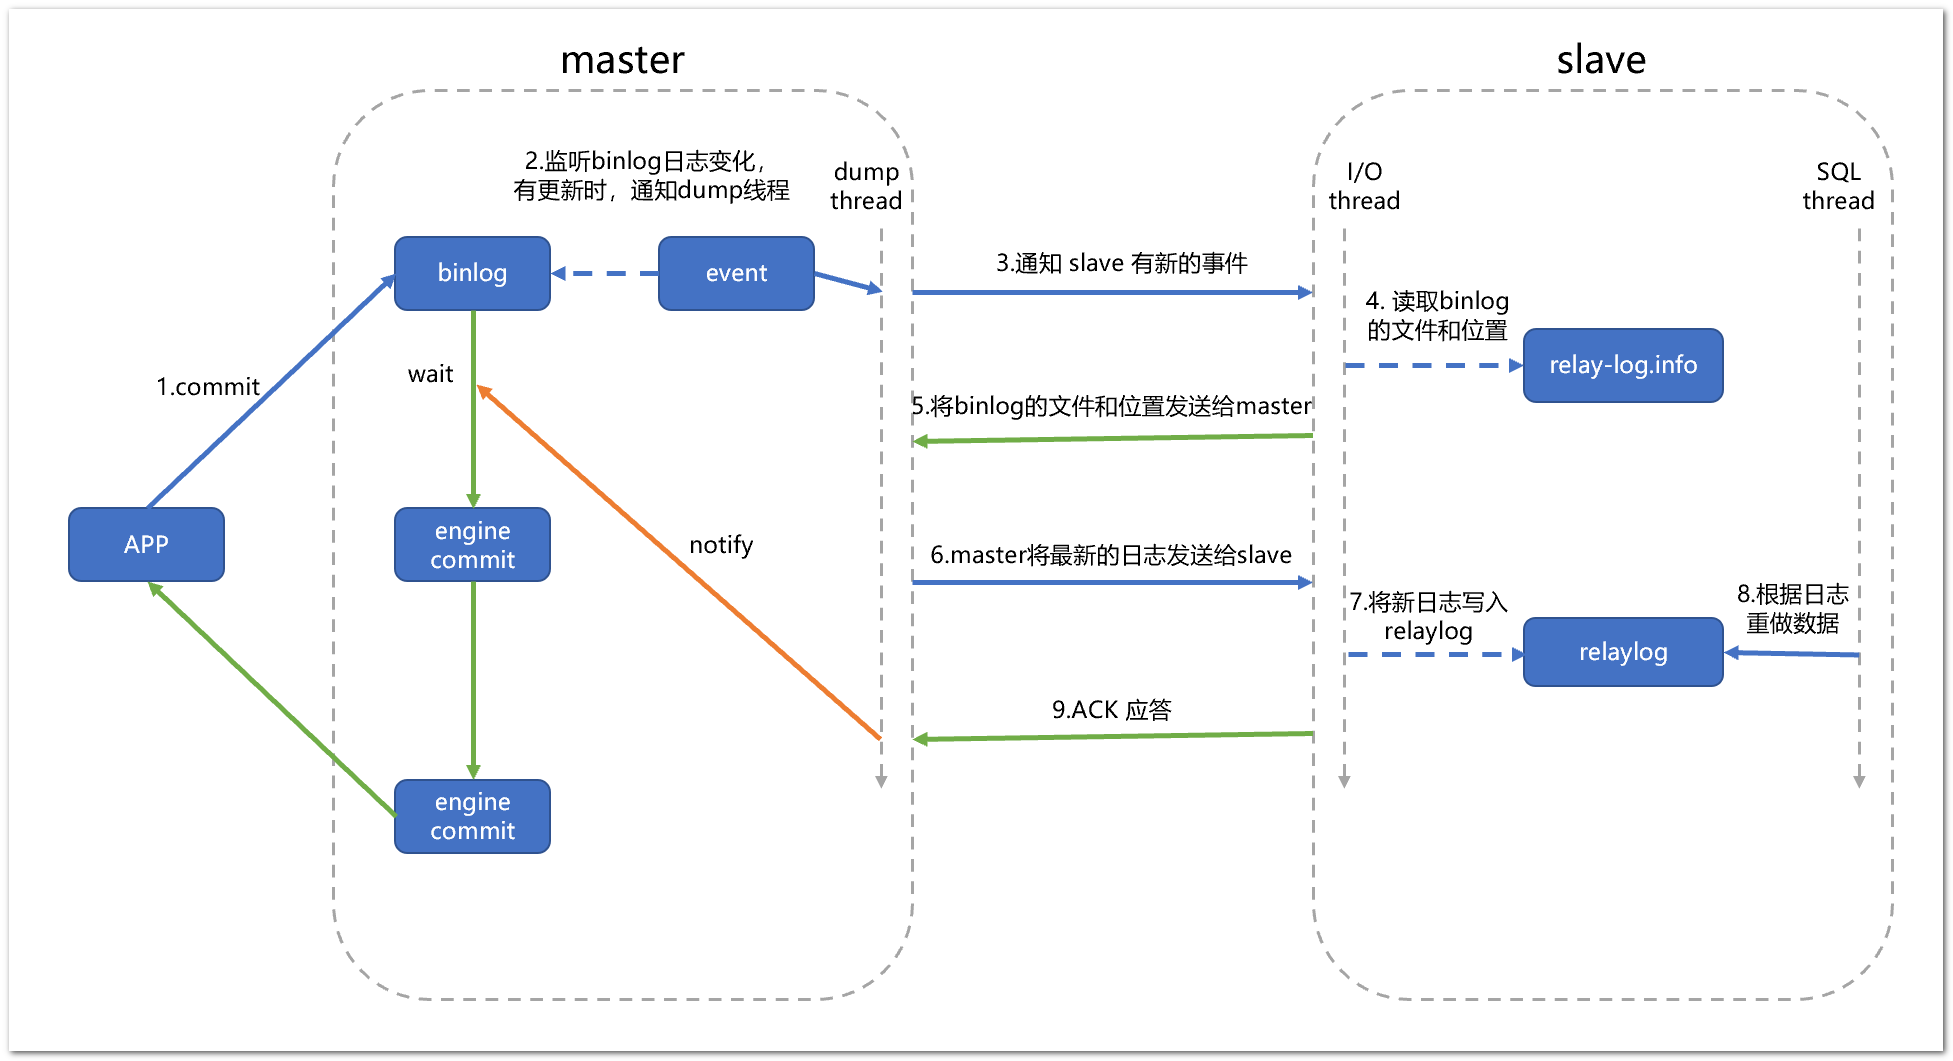 master
slave
2.监听binlog日志变化，
有更新时，通知dump线程
dump
thread
I/O
thread
SQL
thread
binlog
event
3.通知 slave 有新的事件
4. 读取binlog
的文件和位置
relay-log.info
wait
1.commit
5.将binlog的文件和位置发送给master
APP
engine
commit
notify
6.master将最新的日志发送给slave
7.将新日志写入
relaylog
8.根据日志
重做数据
relaylog
9.ACK 应答
engine
commit